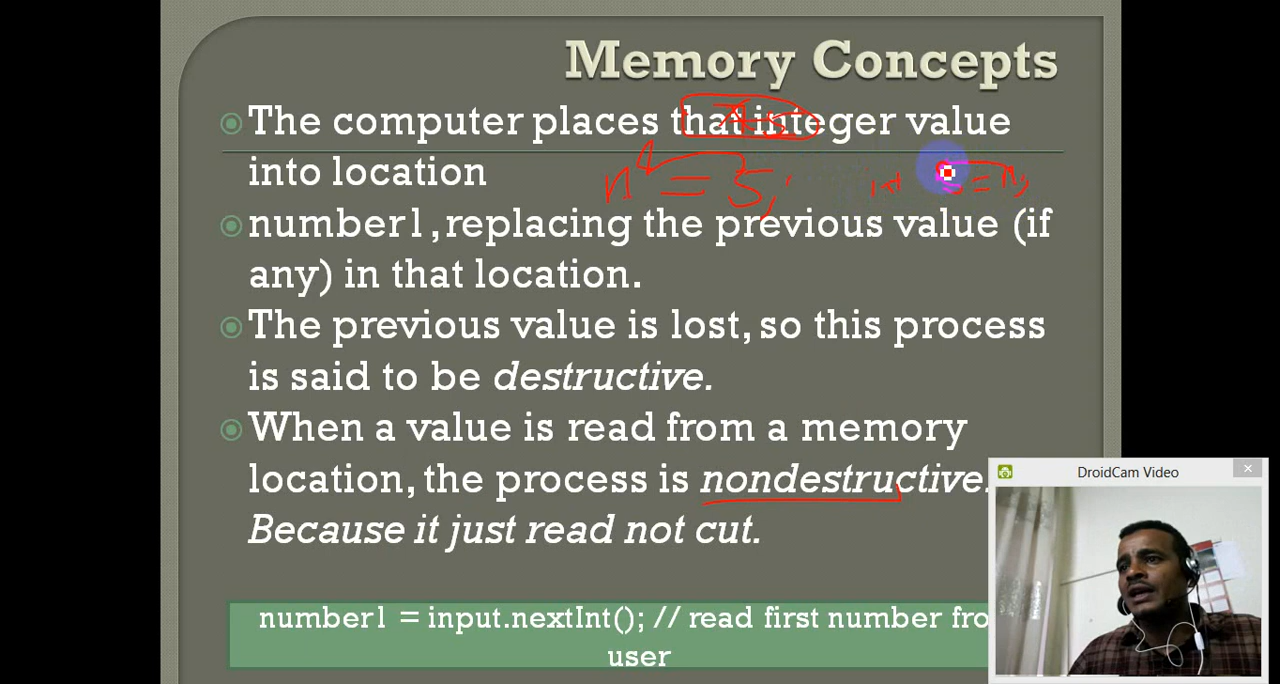 Memory Concepts
The computer places that integer value
into location
n = 5;
number1, replacing the previous value (if
any) in that location.
The previous value is lost, so this process
is said to be destructive.
When a value is read from a memory
location, the process is nondestructive.
Because it just read not cut.
DroidCam Video
number1 = input.nextInt(); // read first number
user